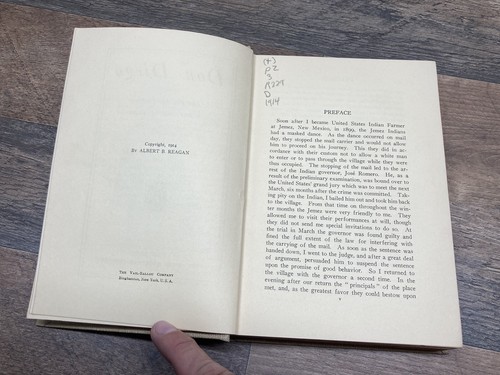 Copyright, 1914
By ALBERT B. REAGAN
THE VAIL-BALLOU COMPANY
BINGHAMTON, NEW YORK, U.S.A.
(+)
PZ
3
R229
D
1914
PREFACE
Soon after I became United States Indian Farmer
at Jemez, New Mexico, in 1899, the Jemez Indians
had a masked dance. As the dance occurred on mail
day, they stopped the mail carrier and would not allow
him to proceed on his journey. This they did in ac-
cordance with their custom not to allow a white man
to enter or to pass through the village while they were
thus occupied. The stopping of the mail led to the ar-
rest of the Indian governor, José Romero. He, as a
result of the preliminary examination, was bound over to
the United States' grand jury which was to meet the next
March, six months after the crime was committed. Tak-
ing pity on the Indian, I bailed him out and took him back
to the village. From that time on throughout the win-
ter months the Jemez were very friendly to me. They
allowed me to visit their performances at will, though
they did not send me special invitations to do so. At
the trial in March the governor was found guilty and
fined the full extent of the law for interfering with
the carrying of the mail. As soon as the sentence was
handed down, I went to the judge, and after a great deal
of argument, persuaded him to suspend the sentence
upon the promise of good behavior. So I returned to
the village with the governor a second time. In the
evening after our return the "principals" of the place
met, and, as the greatest favor they could bestow upon